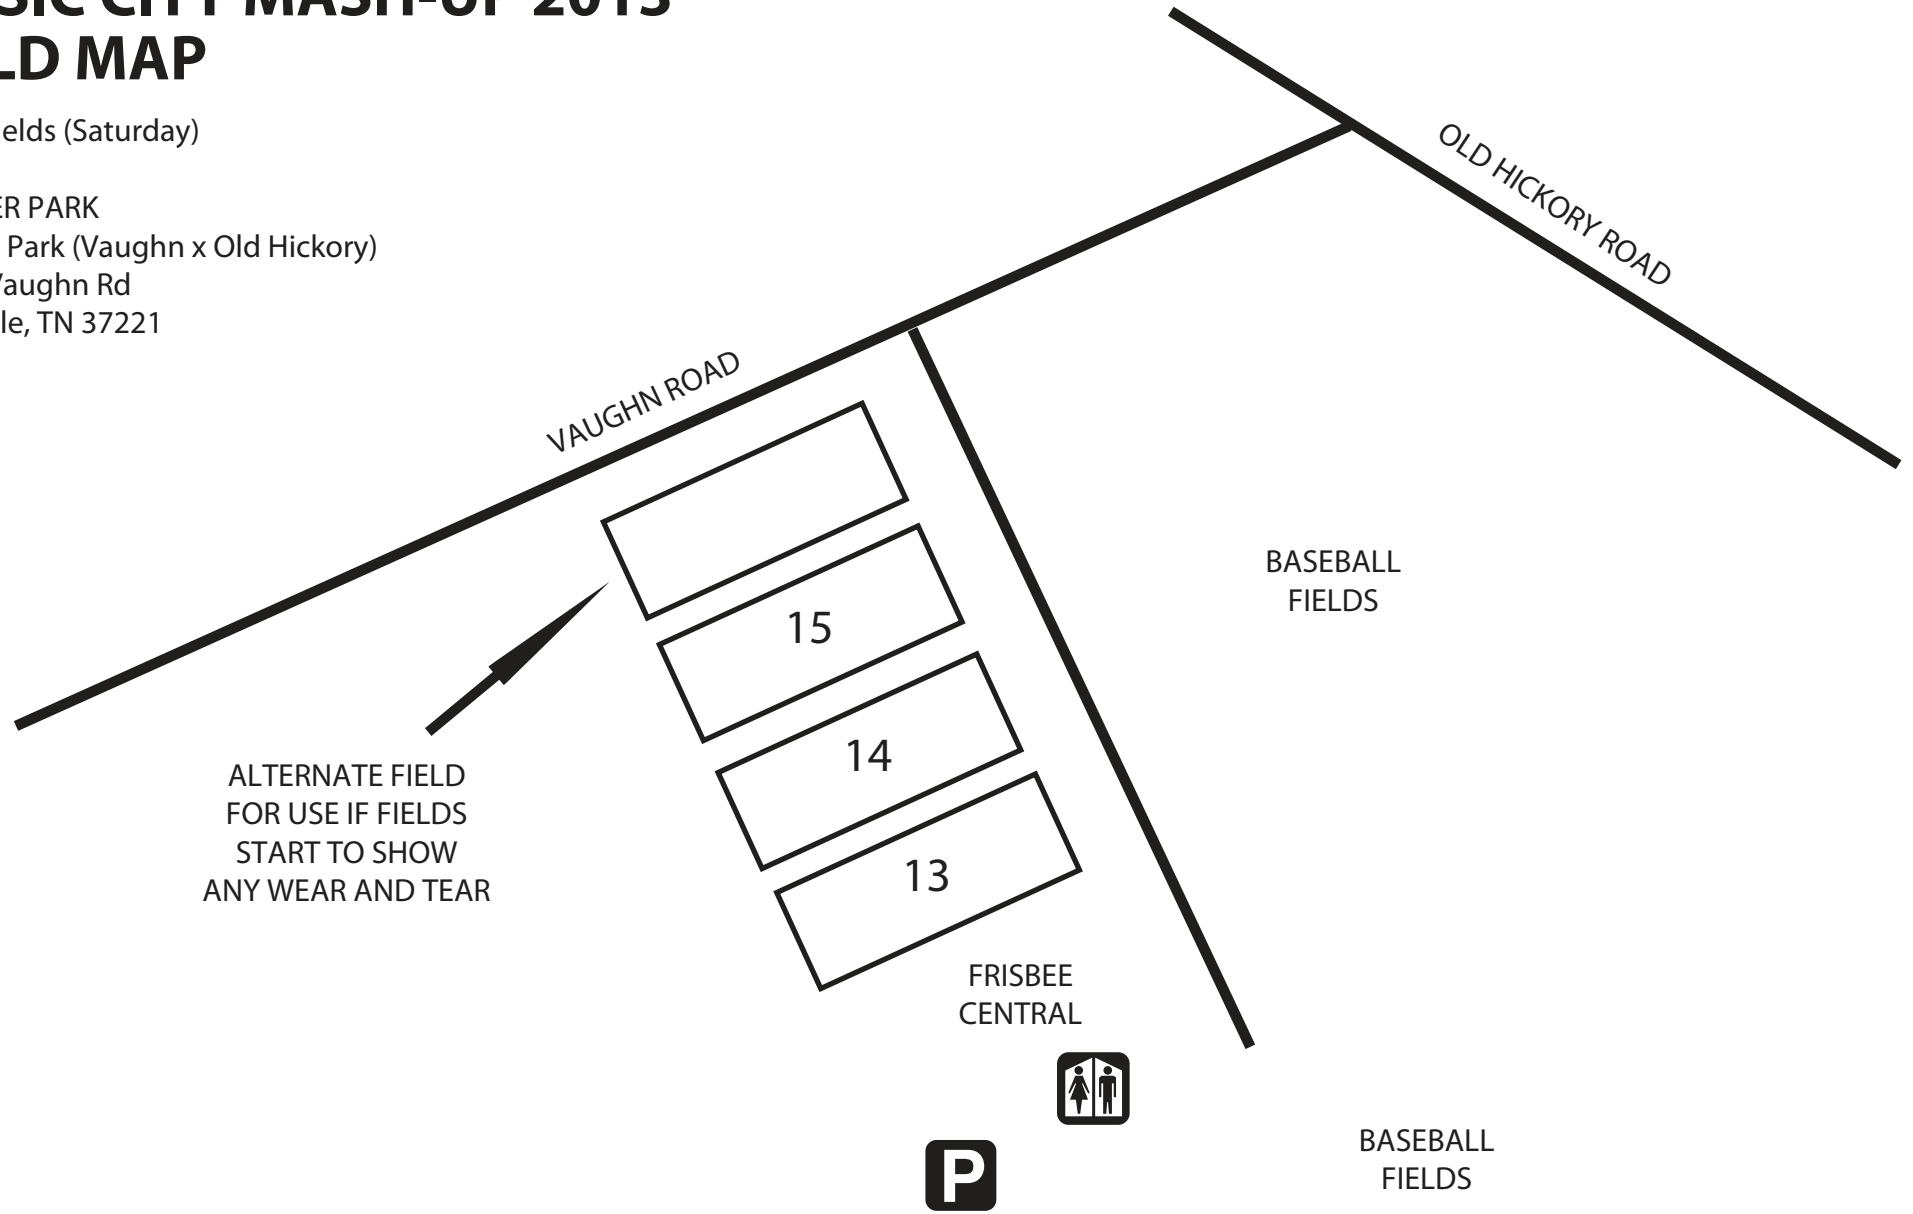 SIC CITY MASH-UP 2013
LD MAP
elds (Saturday)
ER PARK
Park (Vaughn x Old Hickory)
Vaughn Rd
le, TN 37221
OLD HICKORY ROAD
VAUGHN ROAD
BASEBALL
FIELDS
15
14
13
ALTERNATE FIELD
FOR USE IF FIELDS
START TO SHOW
ANY WEAR AND TEAR
FRISBEE
CENTRAL
P
BASEBALL
FIELDS